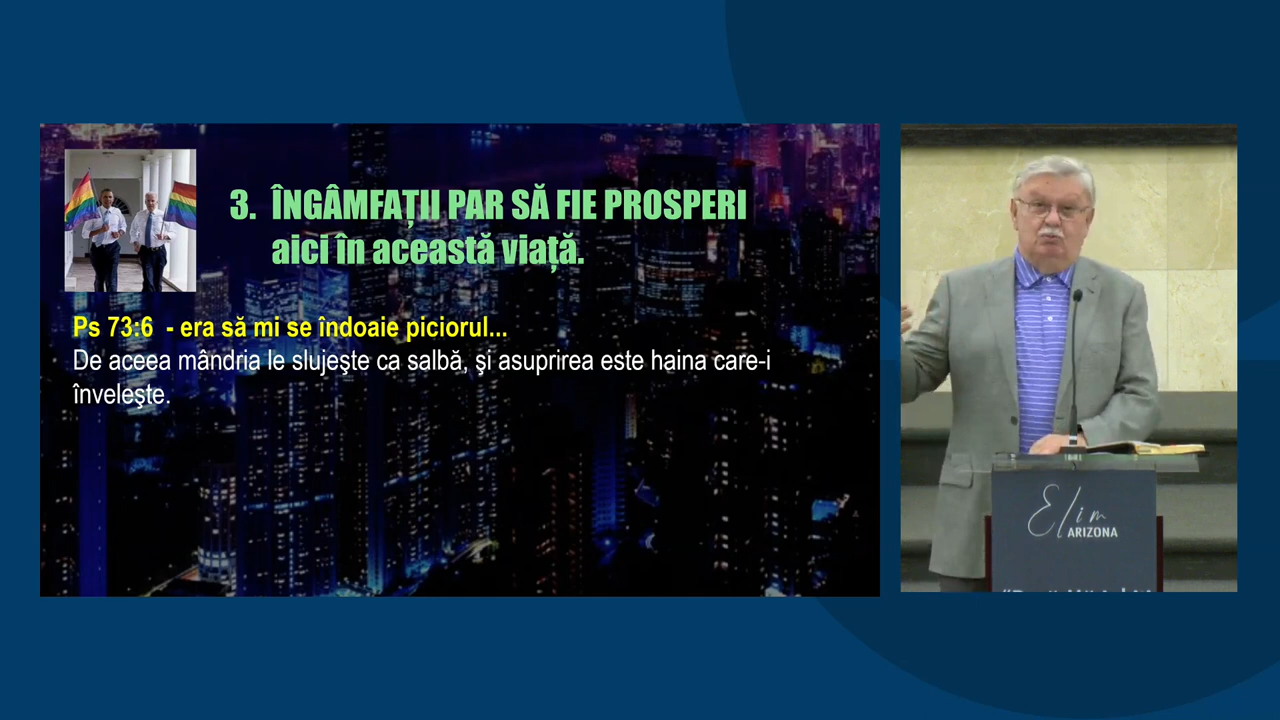 3. ÎNGÂMFAȚII PAR SĂ FIE PROSPERI
aici în această viață.
Ps 73:6 - era să mi se îndoaie piciorul...
De aceea mândria le slujeşte ca salbă, şi asuprirea este haina care-i
înveleşte.
Elim
ARIZONA